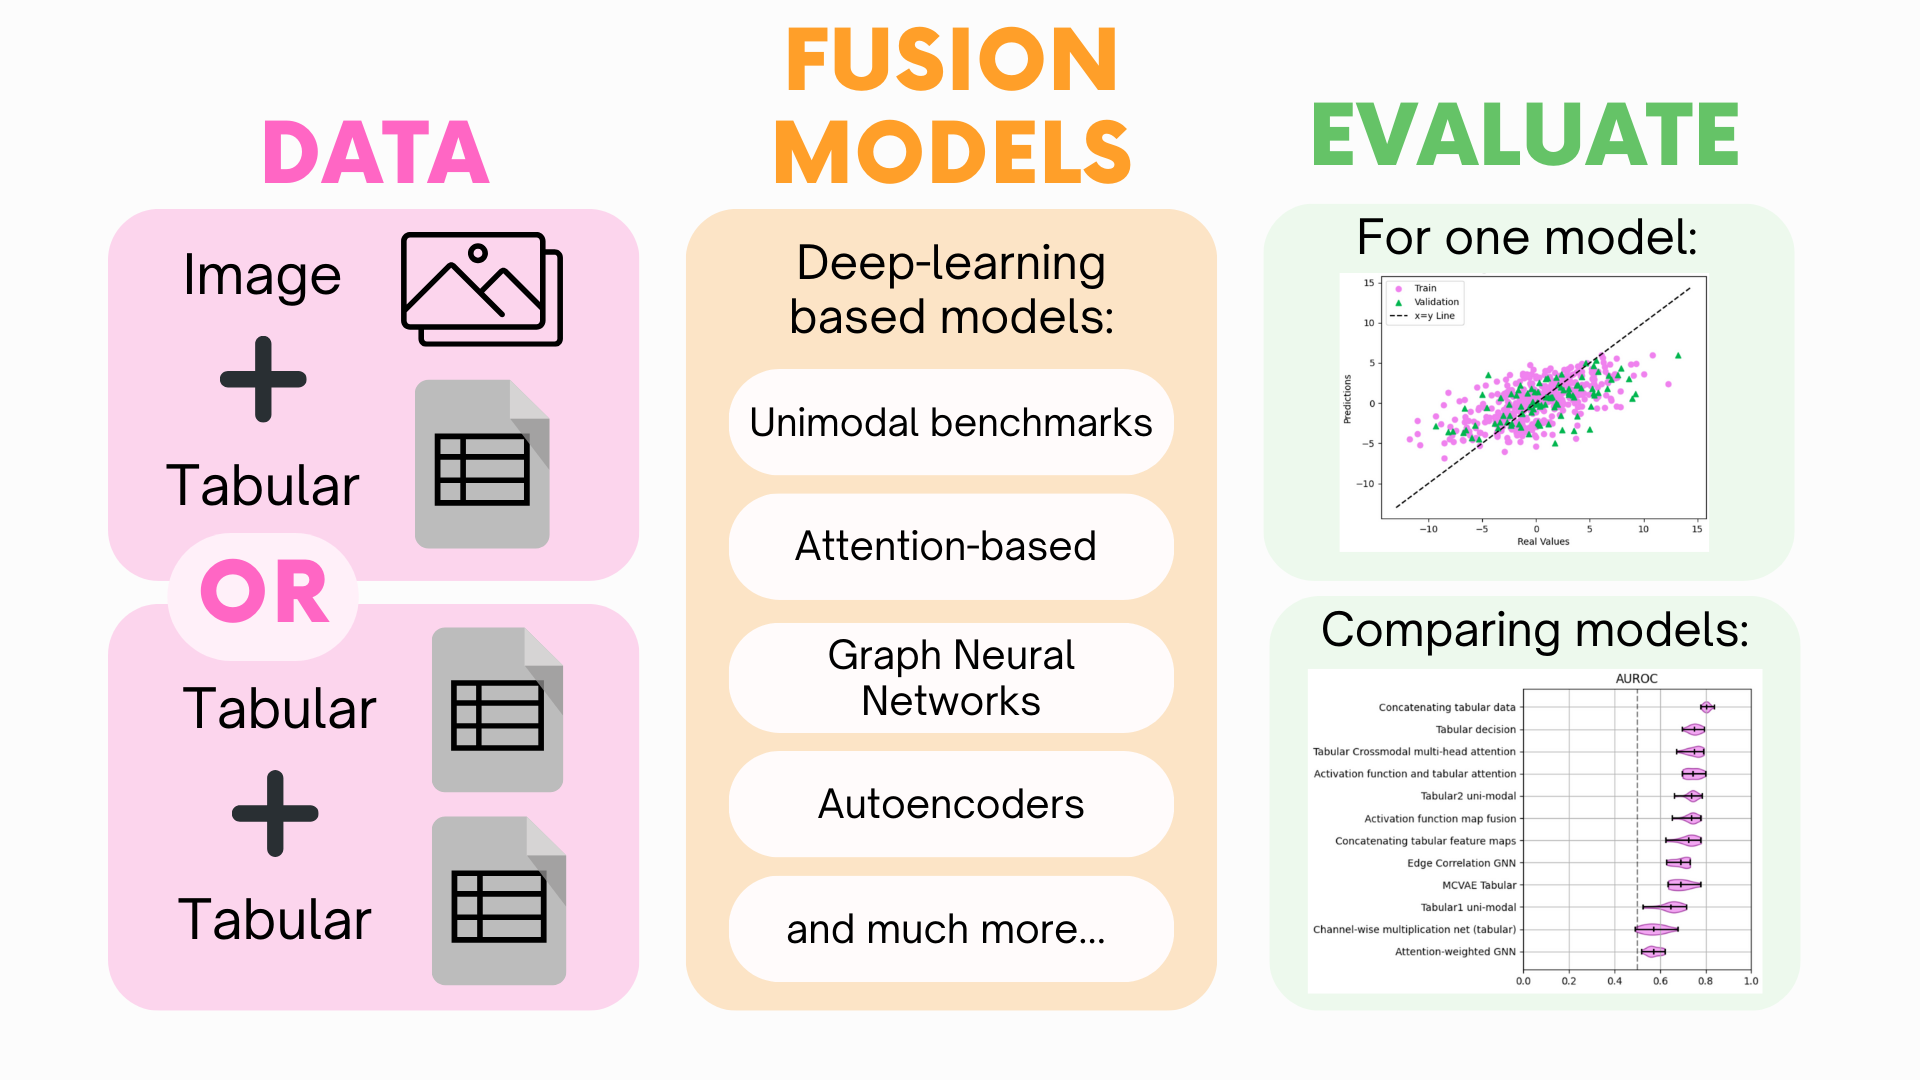 DATA
Image
Tabular
OR
Tabular
Tabular
FUSION
MODELS
Deep-learning
based models:
Unimodal benchmarks
Attention-based
Graph Neural
Networks
Autoencoders
and much more...
EVALUATE
For one model:
15
10
5
0
−5
−10
Predictions
Train
Validation
x=y Line
−10
−5
0
5
10
15
Real Values
Comparing models:
AUROC
Concatenating tabular data
Tabular decision
Tabular Crossmodal multi-head attention
Activation function and tabular attention
Tabular2 uni-modal
Activation function map fusion
Concatenating tabular feature maps
Edge Correlation GNN
MCVAE Tabular
Tabular1 uni-modal
Channel-wise multiplication net (tabular)
Attention-weighted GNN
0.0
0.2
0.4
0.6
0.8
1.0